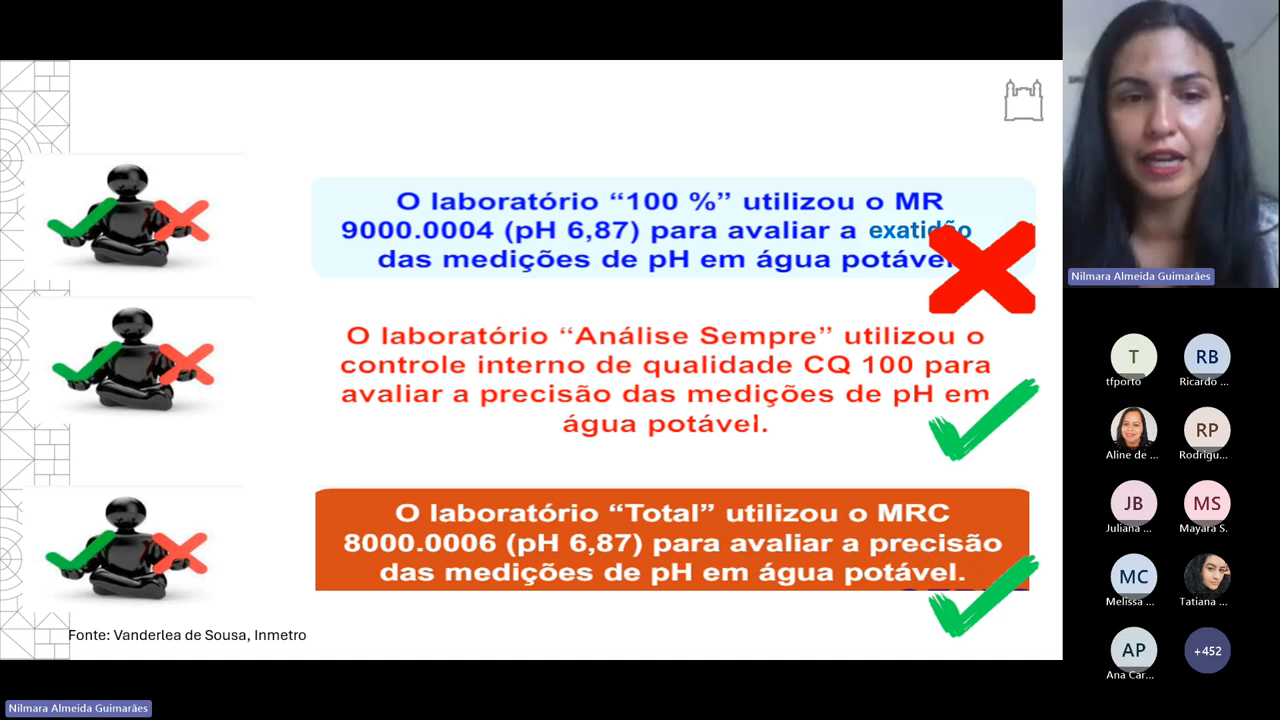 O laboratório “100 %” utilizou o MR
9000.0004 (pH 6,87) para avaliar a exatidão
das medições de pH em água potável
O laboratório “Análise Sempre” utilizou o
controle interno de qualidade CQ 100 para
avaliar a precisão das medições de pH em
água potável.
O laboratório “Total” utilizou o MRC
8000.0006 (pH 6,87) para avaliar a precisão
das medições de pH em água potável.
Fonte: Vanderlea de Sousa, Inmetro
Nilmara Almeida Guimarães
Nilmara Almeida Guimarães
T
RB
tfporto
Ricardo ...
RP
Aline de ...
Rodrigu...
JB
MS
Juliana ...
Mayara S.
MC
Melissa ...
Tatiana ...
AP
+452
Ana Car...